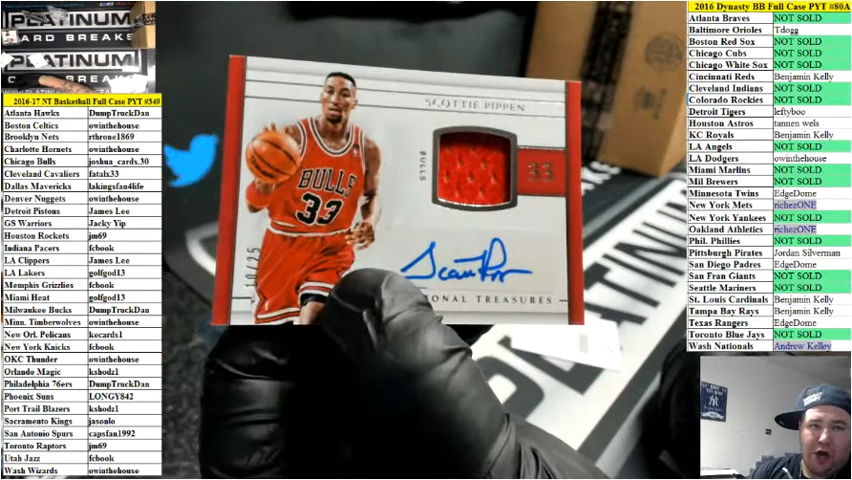 PLATINUM
CARD BREAKS
PLATINUM
2016-17 NT Basketball Full Case PYT #349
Atlanta Hawks DumpTruckDan
Boston Celtics owinthehouse
Brooklyn Nets rthrone1869
Charlotte Hornets owinthehouse
Chicago Bulls joshua_cards.30
Cleveland Cavaliers fatalx33
Dallas Mavericks lakingsfan4life
Denver Nuggets owinthehouse
Detroit Pistons James Lee
GS Warriors Jacky Yip
Houston Rockets jm69
Indiana Pacers fcbook
LA Clippers James Lee
LA Lakers golfgod13
Memphis Grizzlies fcbook
Miami Heat golfgod13
Milwaukee Bucks DumpTruckDan
Minn. Timberwolves owinthehouse
New Orl. Pelicans kecards1
New York Knicks fcbook
OKC Thunder owinthehouse
Orlando Magic kshodz1
Philadelphia 76ers DumpTruckDan
Phoenix Suns LONGY842
Port Trail Blazers kshodz1
Sacramento Kings jasonlo
San Antonio Spurs capsfan1992
Toronto Raptors jm69
Utah Jazz fcbook
Wash Wizards owinthehouse
SCOTTIE PIPPEN
BULLS
33
BULLS
33
10/25
ONAL TREASURES
PLATINUM
2016 Dynasty BB Full Case PYT #80A
Atlanta Braves NOT SOLD
Baltimore Orioles Tdogg
Boston Red Sox NOT SOLD
Chicago Cubs NOT SOLD
Chicago White Sox NOT SOLD
Cincinnati Reds Benjamin Kelly
Cleveland Indians NOT SOLD
Colorado Rockies NOT SOLD
Detroit Tigers leftyboo
Houston Astros tannen wels
KC Royals Benjamin Kelly
LA Angels NOT SOLD
LA Dodgers owinthehouse
Miami Marlins NOT SOLD
Mil Brewers NOT SOLD
Minnesota Twins EdgeDome
New York Mets richezONE
New York Yankees NOT SOLD
Oakland Athletics richezONE
Phil. Phillies NOT SOLD
Pittsburgh Pirates Jordan Silverman
San Diego Padres EdgeDome
San Fran Giants NOT SOLD
Seattle Mariners NOT SOLD
St. Louis Cardinals Benjamin Kelly
Tampa Bay Rays Benjamin Kelly
Texas Rangers EdgeDome
Toronto Blue Jays NOT SOLD
Wash Nationals Andrew Kelley